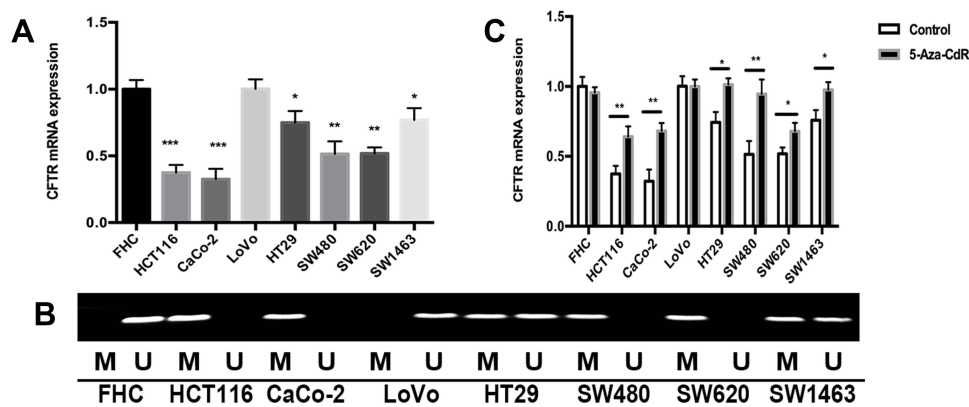 A
CFTR mRNA expression
1.5
1.0
0.5
0.0
*** *** * ** ** *
FHC HCT116 CaCo-2 LoVo HT29 SW480 SW620 SW1463
C
CFTR mRNA expression
1.5
1.0
0.5
0.0
** ** * ** * *
FHC HCT116 CaCo-2 LoVo HT29 SW480 SW620 SW1463
Control
5-Aza-CdR
B
M U M U M U M U M U M U M U M U
FHC HCT116 CaCo-2 LoVo HT29 SW480 SW620 SW1463